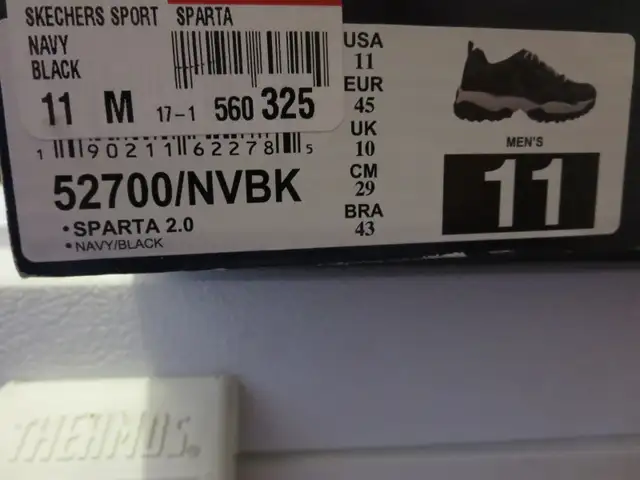 SKECHERS SPORT SPARTA
NAVY
BLACK
11 M 17-1 560 325
1 90211 62278 5
52700/NVBK
•SPARTA 2.0
•NAVY/BLACK
USA
11
EUR
45
UK
10
CM
29
BRA
43
MEN'S
11
THERMOS®